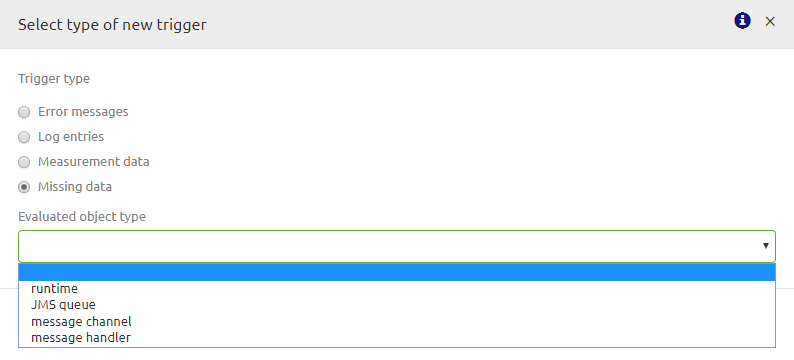 Select type of new trigger
Trigger type
Error messages
Log entries
Measurement data
Missing data
Evaluated object type
runtime
JMS queue
message channel
message handler